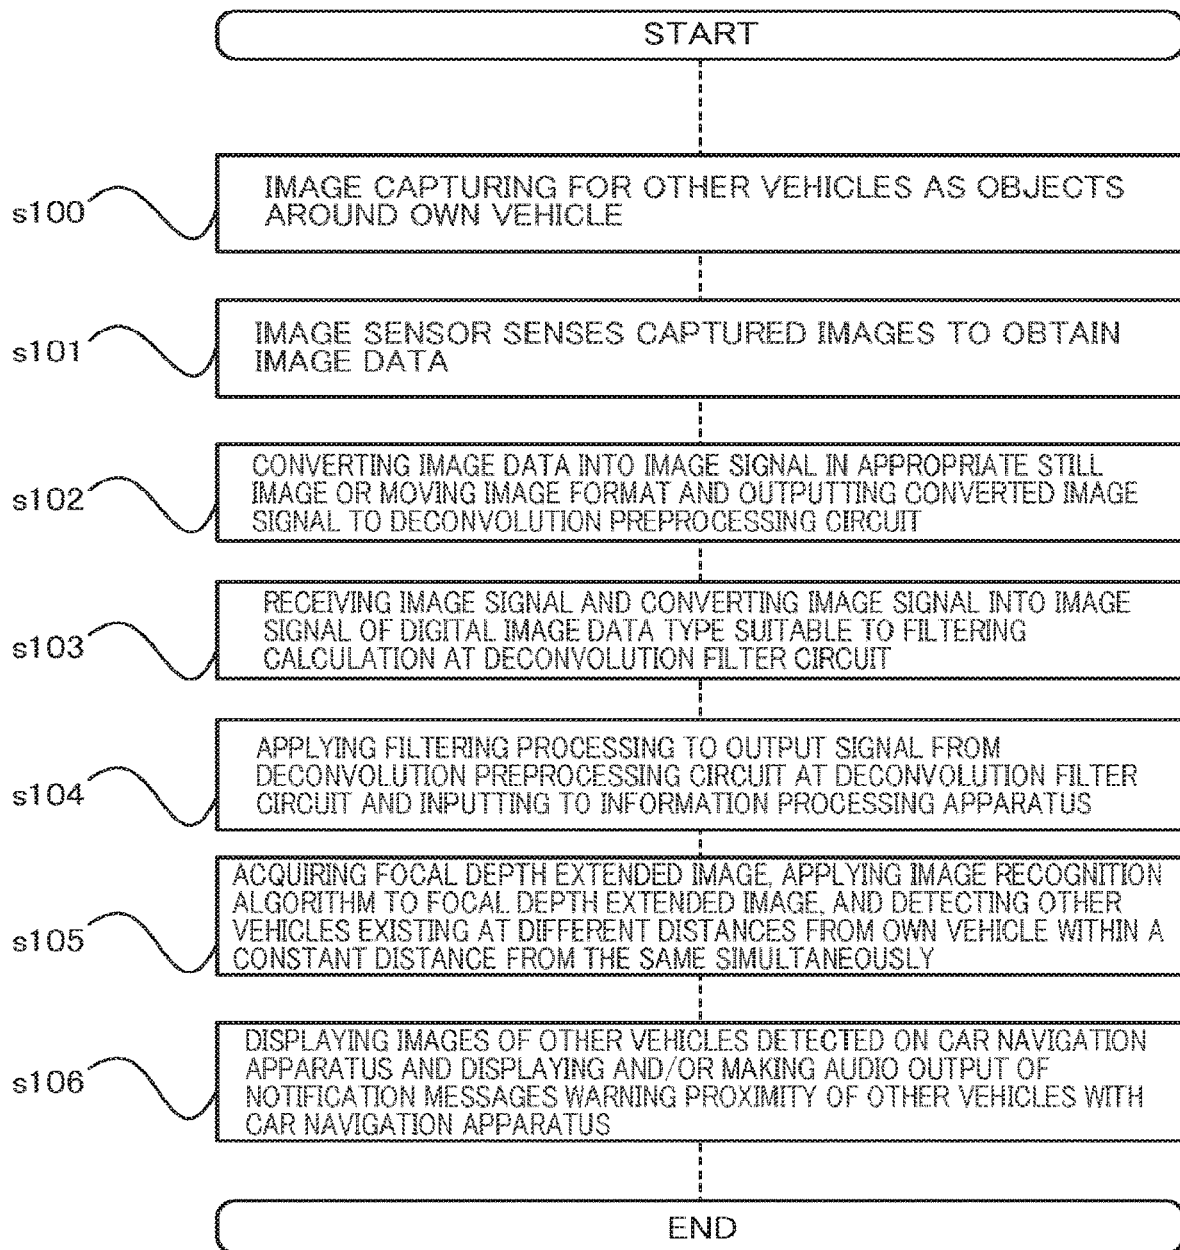 START
s100
IMAGE CAPTURING FOR OTHER VEHICLES AS OBJECTS
AROUND OWN VEHICLE
s101
IMAGE SENSOR SENSES CAPTURED IMAGES TO OBTAIN
IMAGE DATA
s102
CONVERTING IMAGE DATA INTO IMAGE SIGNAL IN APPROPRIATE STILL
IMAGE OR MOVING IMAGE FORMAT AND OUTPUTTING CONVERTED IMAGE
SIGNAL TO DECONVOLUTION PREPROCESSING CIRCUIT
s103
RECEIVING IMAGE SIGNAL AND CONVERTING IMAGE SIGNAL INTO IMAGE
SIGNAL OF DIGITAL IMAGE DATA TYPE SUITABLE TO FILTERING
CALCULATION AT DECONVOLUTION FILTER CIRCUIT
s104
APPLYING FILTERING PROCESSING TO OUTPUT SIGNAL FROM
DECONVOLUTION PREPROCESSING CIRCUIT AT DECONVOLUTION FILTER
CIRCUIT AND INPUTTING TO INFORMATION PROCESSING APPARATUS
s105
ACQUIRING FOCAL DEPTH EXTENDED IMAGE, APPLYING IMAGE RECOGNITION
ALGORITHM TO FOCAL DEPTH EXTENDED IMAGE, AND DETECTING OTHER
VEHICLES EXISTING AT DIFFERENT DISTANCES FROM OWN VEHICLE WITHIN A
CONSTANT DISTANCE FROM THE SAME SIMULTANEOUSLY
s106
DISPLAYING IMAGES OF OTHER VEHICLES DETECTED ON CAR NAVIGATION
APPARATUS AND DISPLAYING AND/OR MAKING AUDIO OUTPUT OF
NOTIFICATION MESSAGES WARNING PROXIMITY OF OTHER VEHICLES WITH
CAR NAVIGATION APPARATUS
END